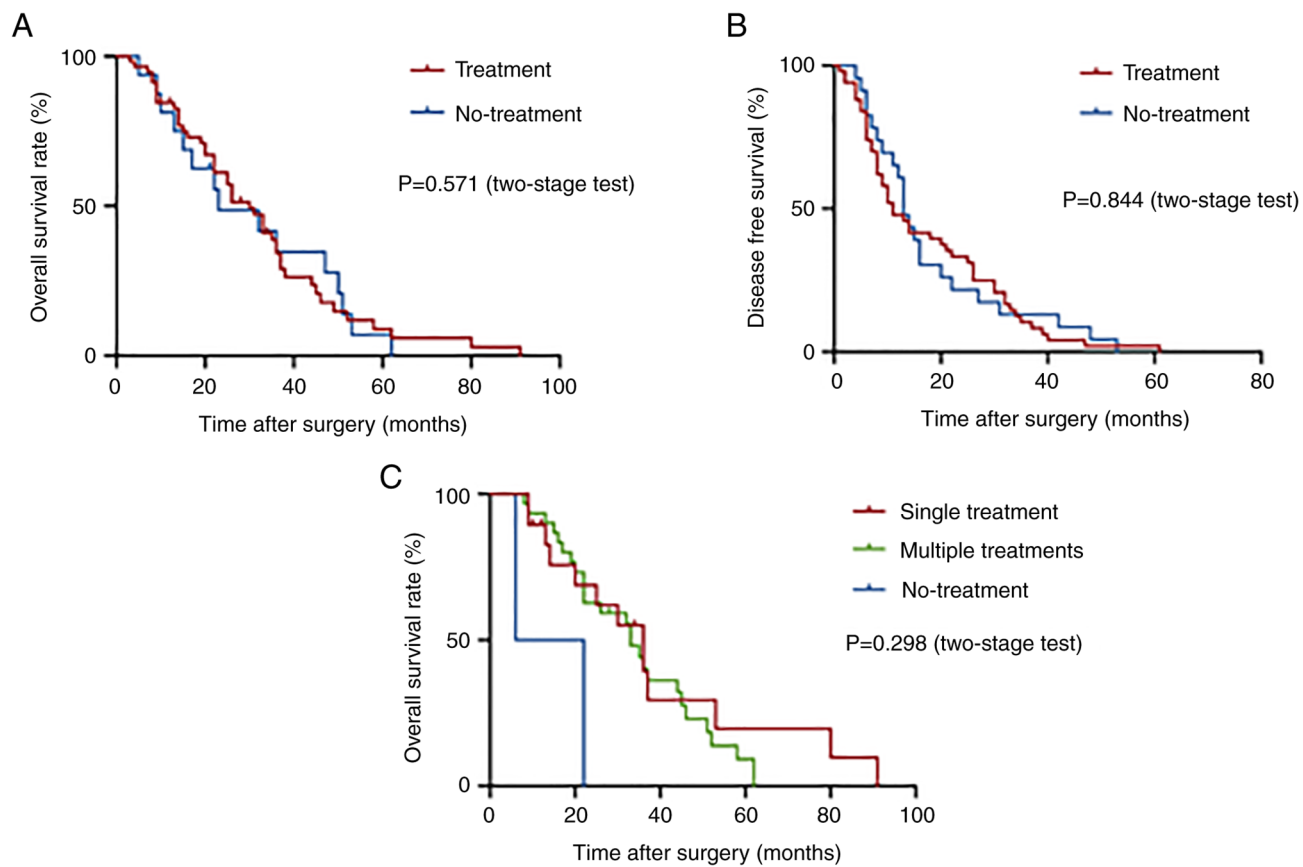 A
Overall survival rate (%)
100
50
0
0 20 40 60 80 100
Time after surgery (months)
Treatment
No-treatment
P=0.571 (two-stage test)
B
Disease free survival (%)
100
50
0
0 20 40 60 80
Time after surgery (months)
Treatment
No-treatment
P=0.844 (two-stage test)
C
Overall survival rate (%)
100
50
0
0 20 40 60 80 100
Time after surgery (months)
Single treatment
Multiple treatments
No-treatment
P=0.298 (two-stage test)